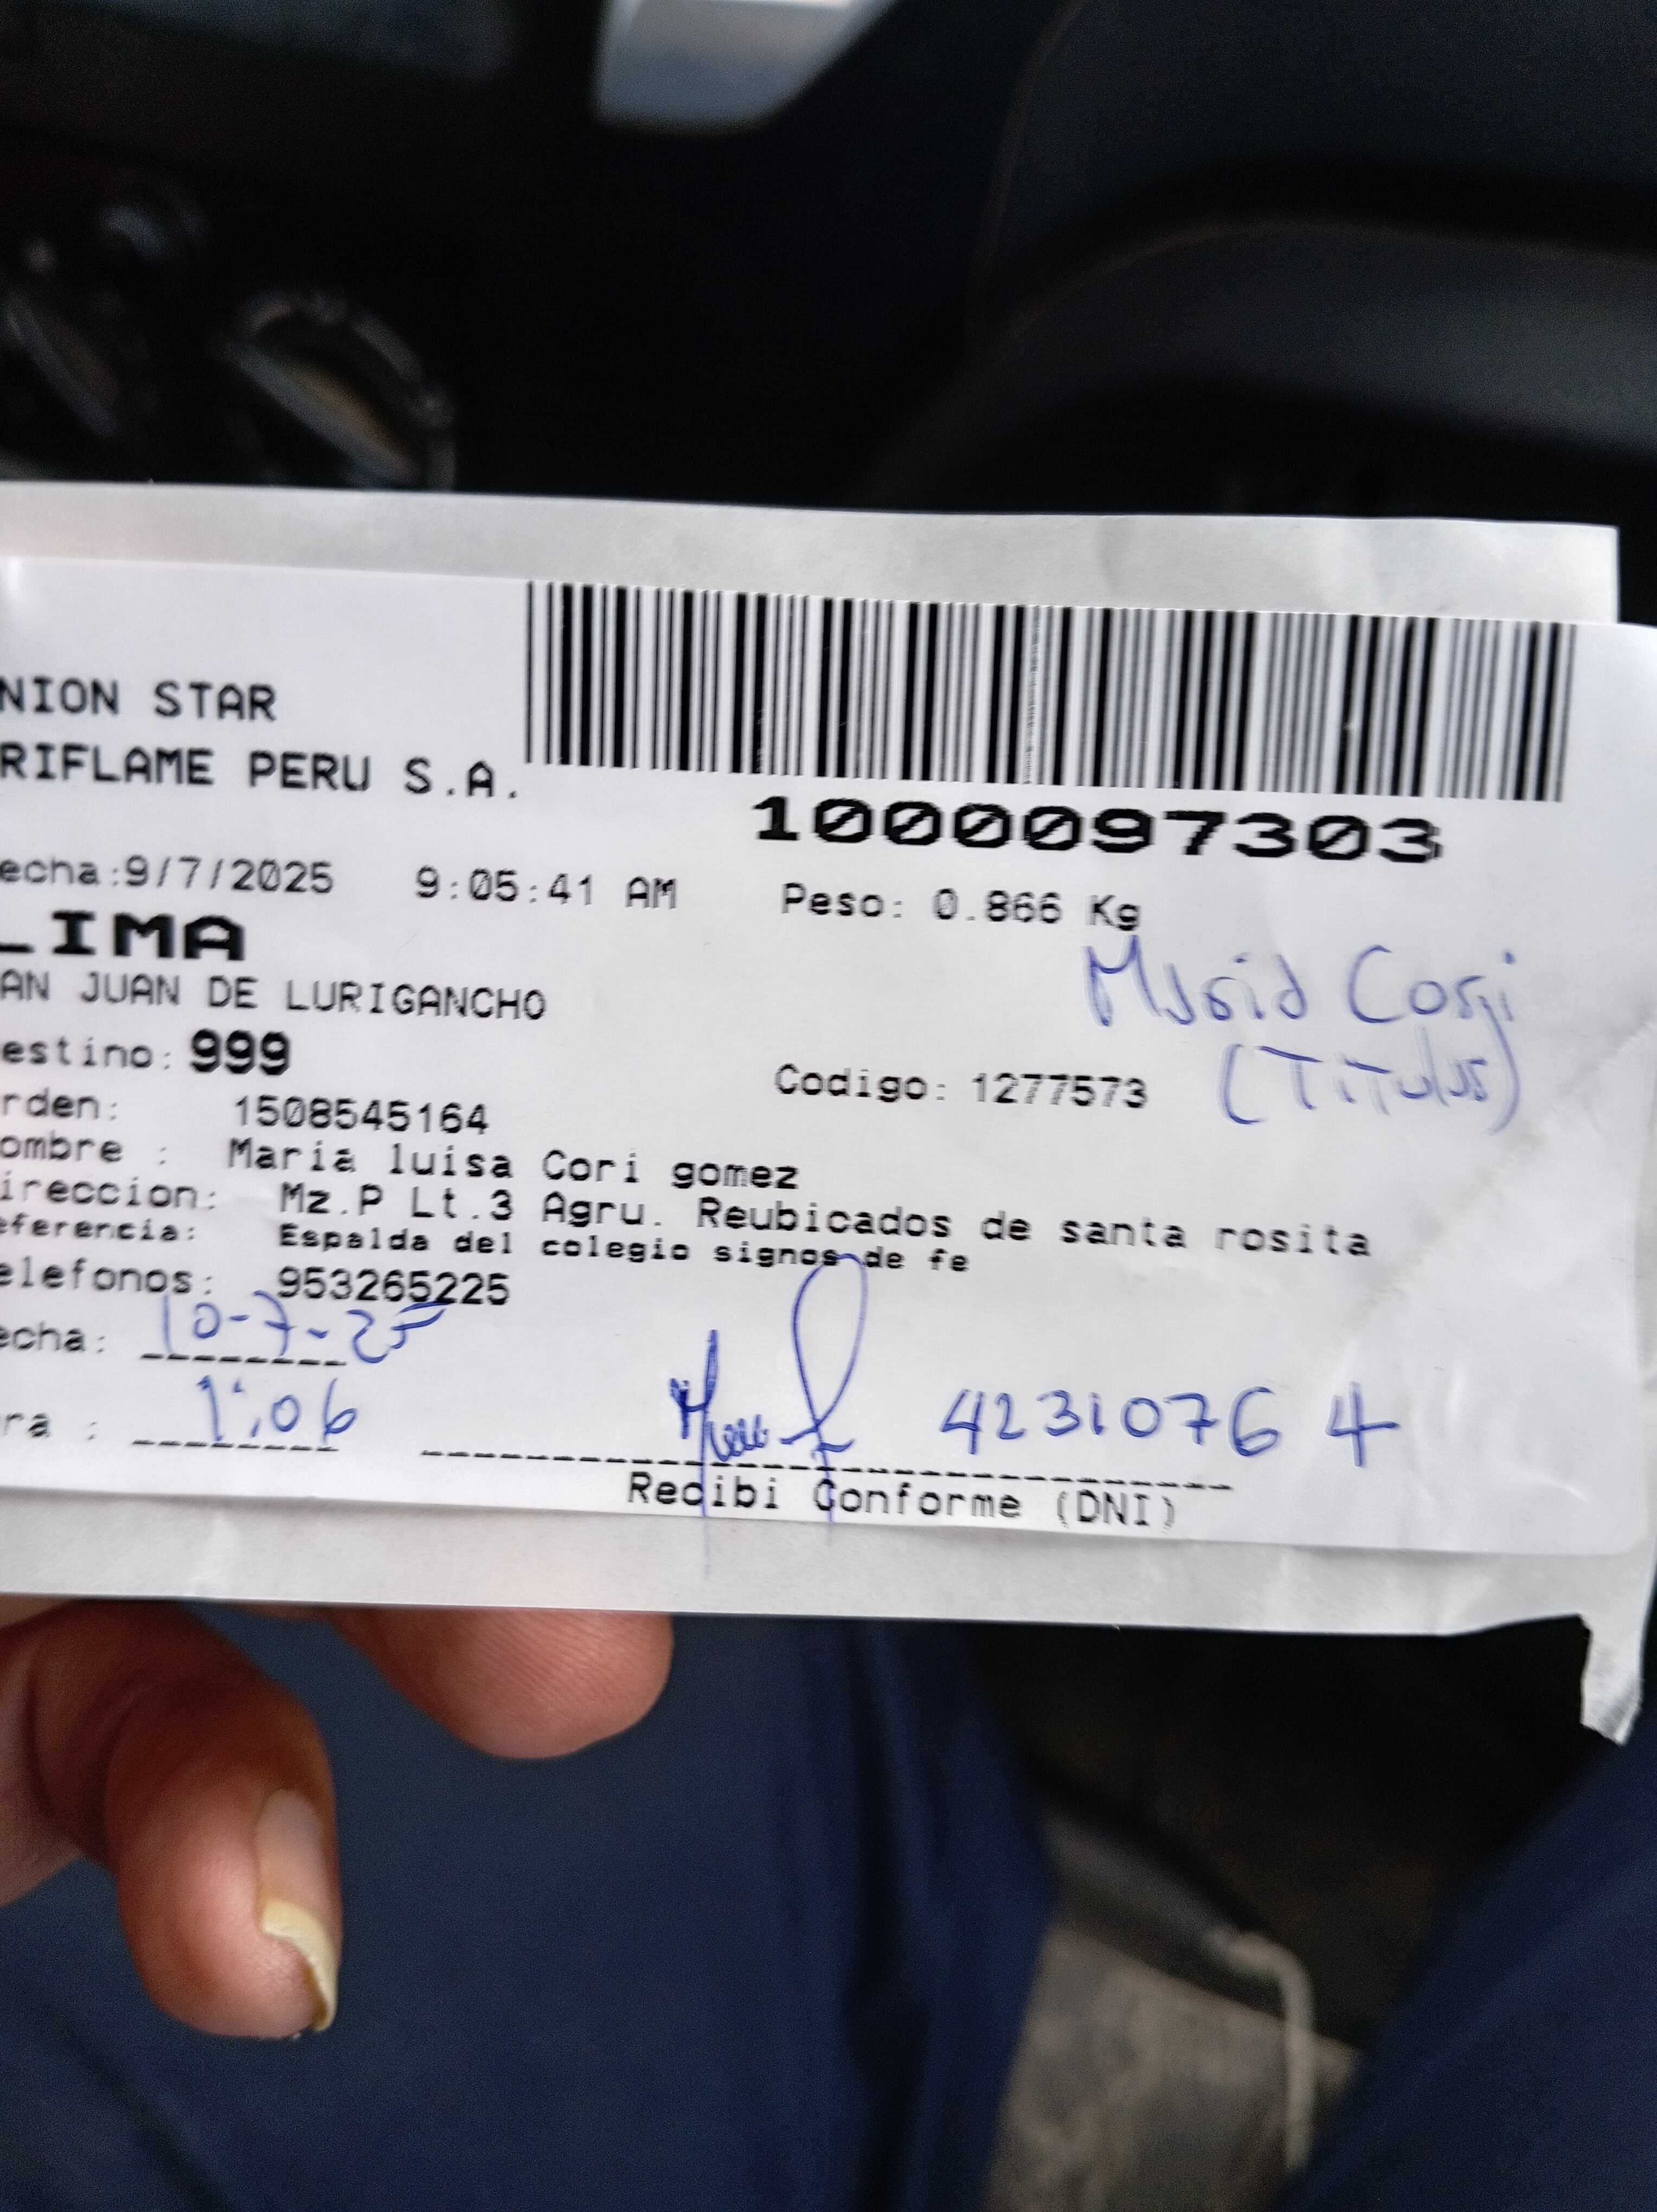 NION STAR
RIFLAME PERU S.A.
1000097303
echa:9/7/2025 9:05:41 AM Peso: 0.866 Kg
LIMA
AN JUAN DE LURIGANCHO
estino: 999
Codigo: 1277573
rden: 1508545164
ombre : Maria luisa Cori gomez
ireccion: Mz.P Lt.3 Agru. Reubicados de santa rosita
eferencia: Espalda del colegio signos de fe
elefonos: 953265225
echa: 10-7-25
ra : 1:06
42310764
Recibi Conforme (DNI)